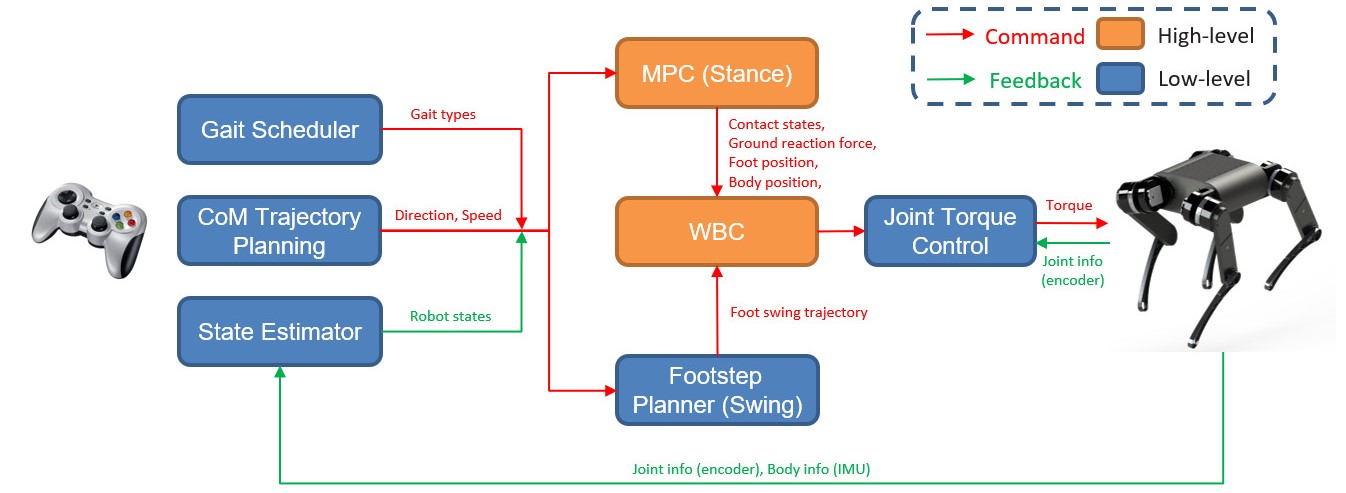 Command
High-level
Feedback
Low-level
MPC (Stance)
Gait Scheduler
Gait types
Contact states,
Ground reaction force,
Foot position,
Body position,
CoM Trajectory
Planning
Direction, Speed
WBC
Joint Torque
Control
Torque
Joint info
(encoder)
State Estimator
Robot states
Foot swing trajectory
Footstep
Planner (Swing)
Joint info (encoder), Body info (IMU)